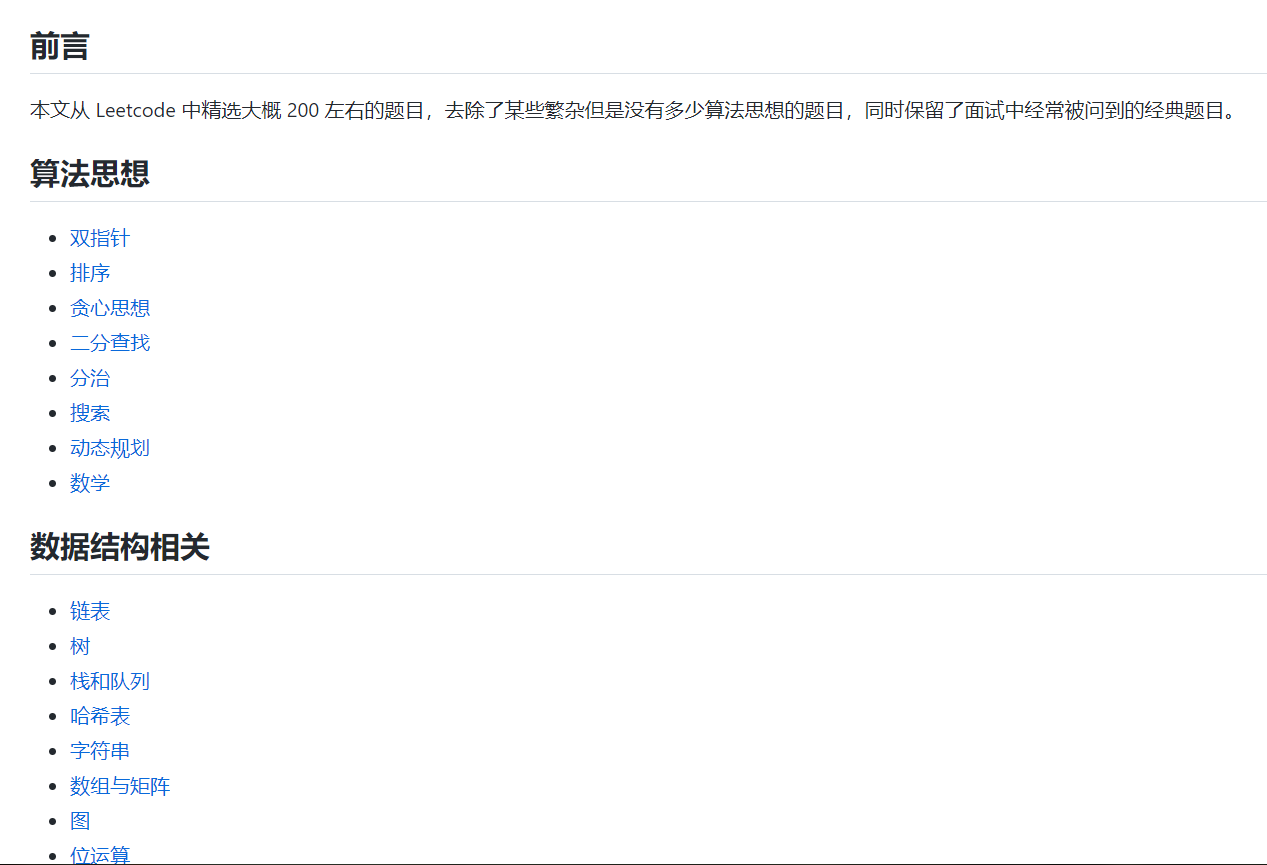 前言
本文从 Leetcode 中精选大概 200 左右的题目，去除了某些繁杂但是没有多少算法思想的题目，同时保留了面试中经常被问到的经典题目。
算法思想
双指针
排序
贪心思想
二分查找
分治
搜索
动态规划
数学
数据结构相关
链表
树
栈和队列
哈希表
字符串
数组与矩阵
图
位运算